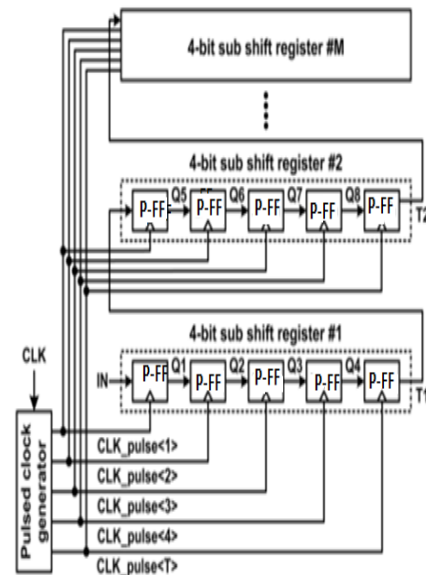 4-bit sub shift register #M
4-bit sub shift register #2
P-FF Q5 P-FF Q6 P-FF Q7 P-FF Q8 P-FF
T2
4-bit sub shift register #1
CLK
IN P-FF Q1 P-FF Q2 P-FF Q3 P-FF Q4 P-FF
T1
Pulsed clock
generator
CLK_pulse<1>
CLK_pulse<2>
CLK_pulse<3>
CLK_pulse<4>
CLK_pulse<T>